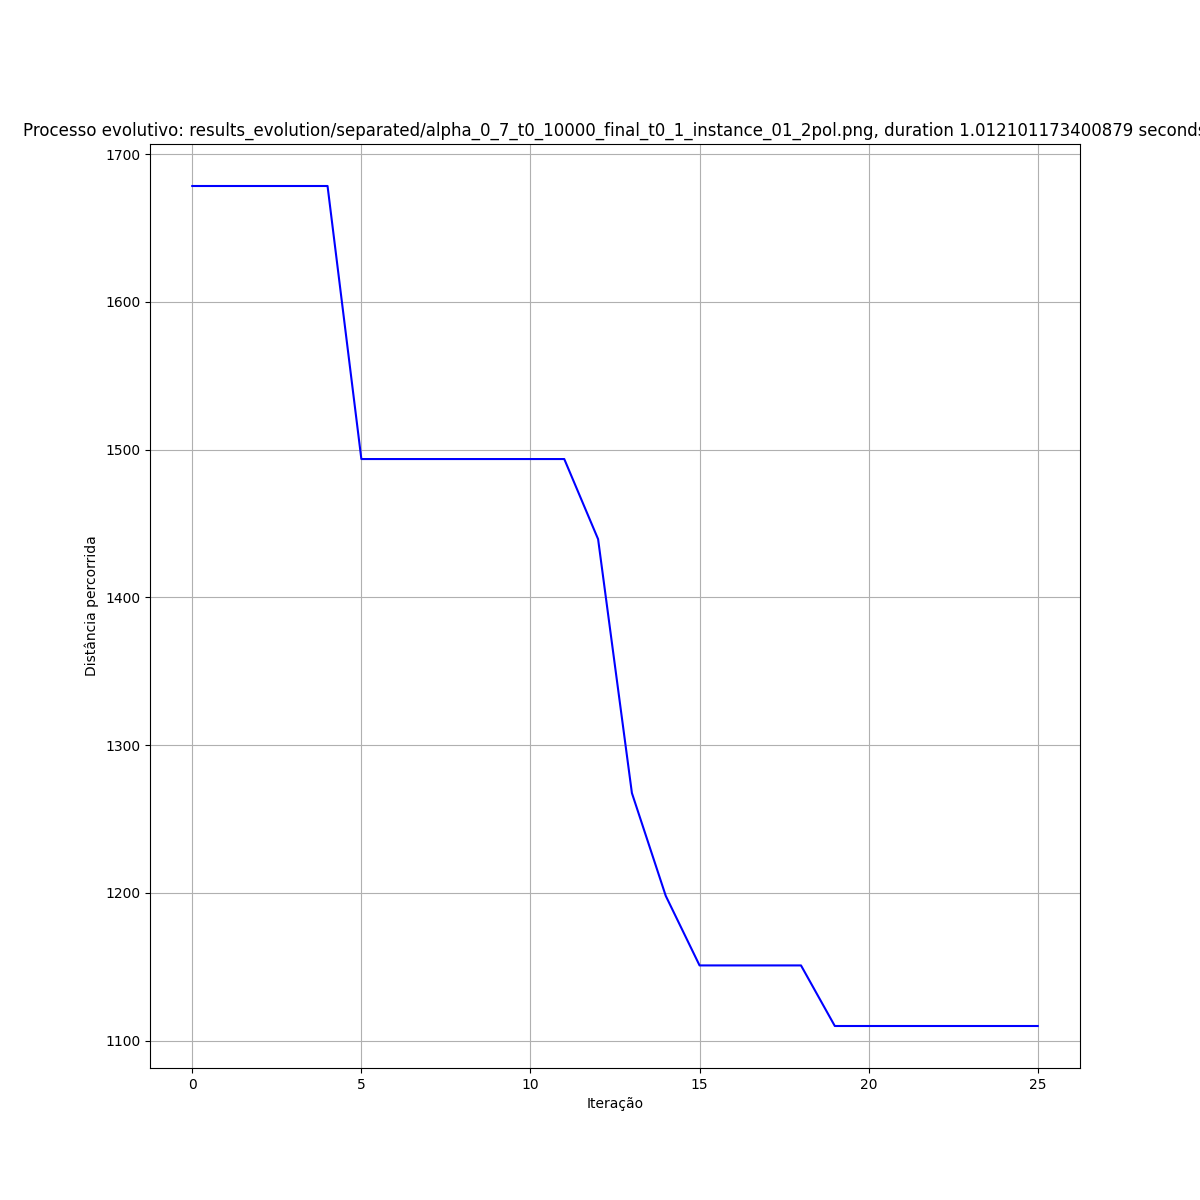 Processo evolutivo: results_evolution/separated/alpha_0_7_t0_10000_final_t0_1_instance_01_2pol.png, duration 1.012101173400879 seconds
1700
1600
1500
1400
1300
1200
1100
Distância percorrida
0 5 10 15 20 25
Iteração